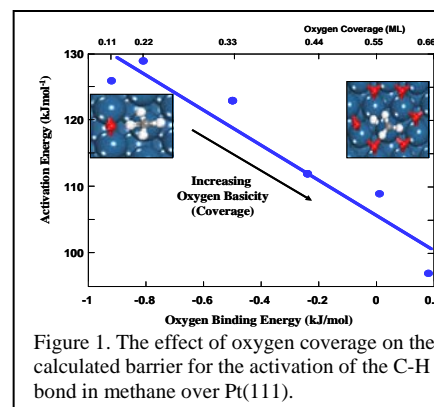 Oxygen Coverage (ML)
0.11 0.22 0.33 0.44 0.55 0.66
130
120
110
100
Activation Energy (kJmol-1)
Increasing
Oxygen Basicity
(Coverage)
-1 -0.8 -0.6 -0.4 -0.2 0 0.2
Oxygen Binding Energy (kJ/mol)
Figure 1. The effect of oxygen coverage on the
calculated barrier for the activation of the C-H
bond in methane over Pt(111).